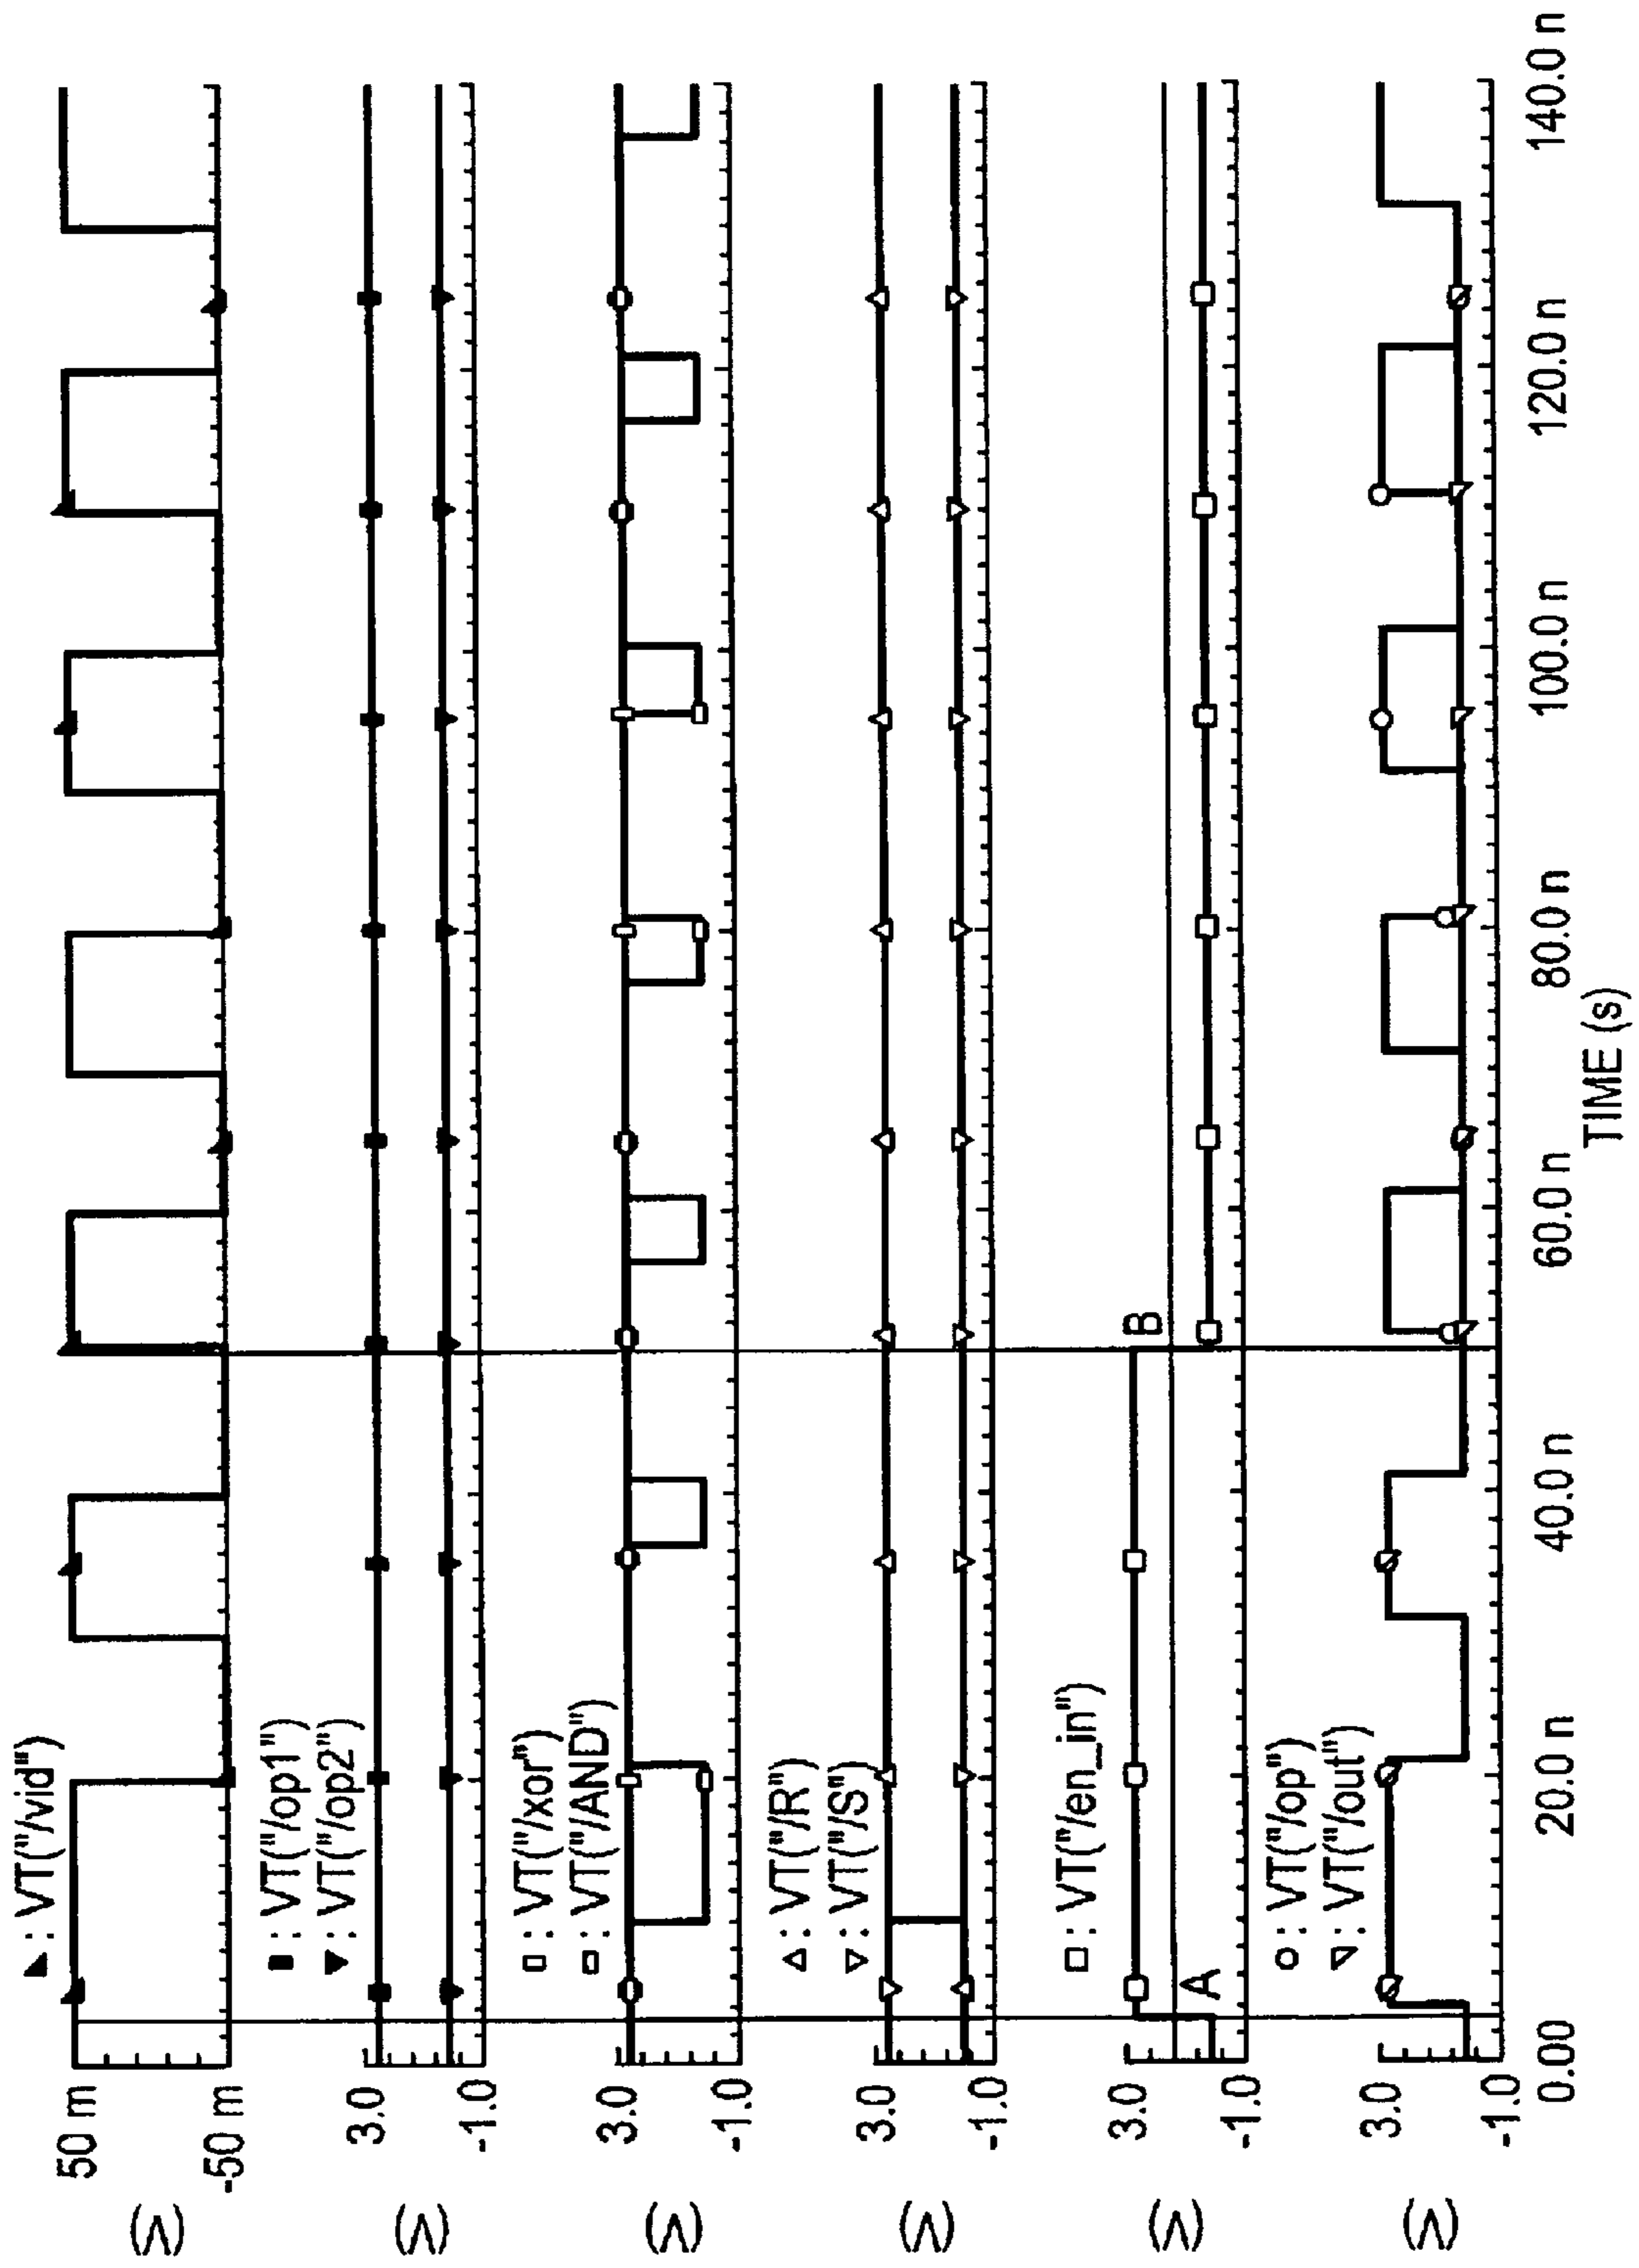 ▲: VT("/vid")
50 m
-50 m
(V)
■: VT("/op1")
▼: VT("/op2")
3.0
-1.0
(V)
□: VT("/xor")
□: VT("/AND")
3.0
-1.0
(V)
△: VT("/R")
▽: VT("/S")
3.0
-1.0
(V)
□: VT("/en_in")
3.0
-1.0
(V)
A
B
○: VT("/op")
▽: VT("/out")
3.0
-1.0
(V)
0.00 20.0 n 40.0 n 60.0 n 80.0 n 100.0 n 120.0 n 140.0 n
TIME (s)